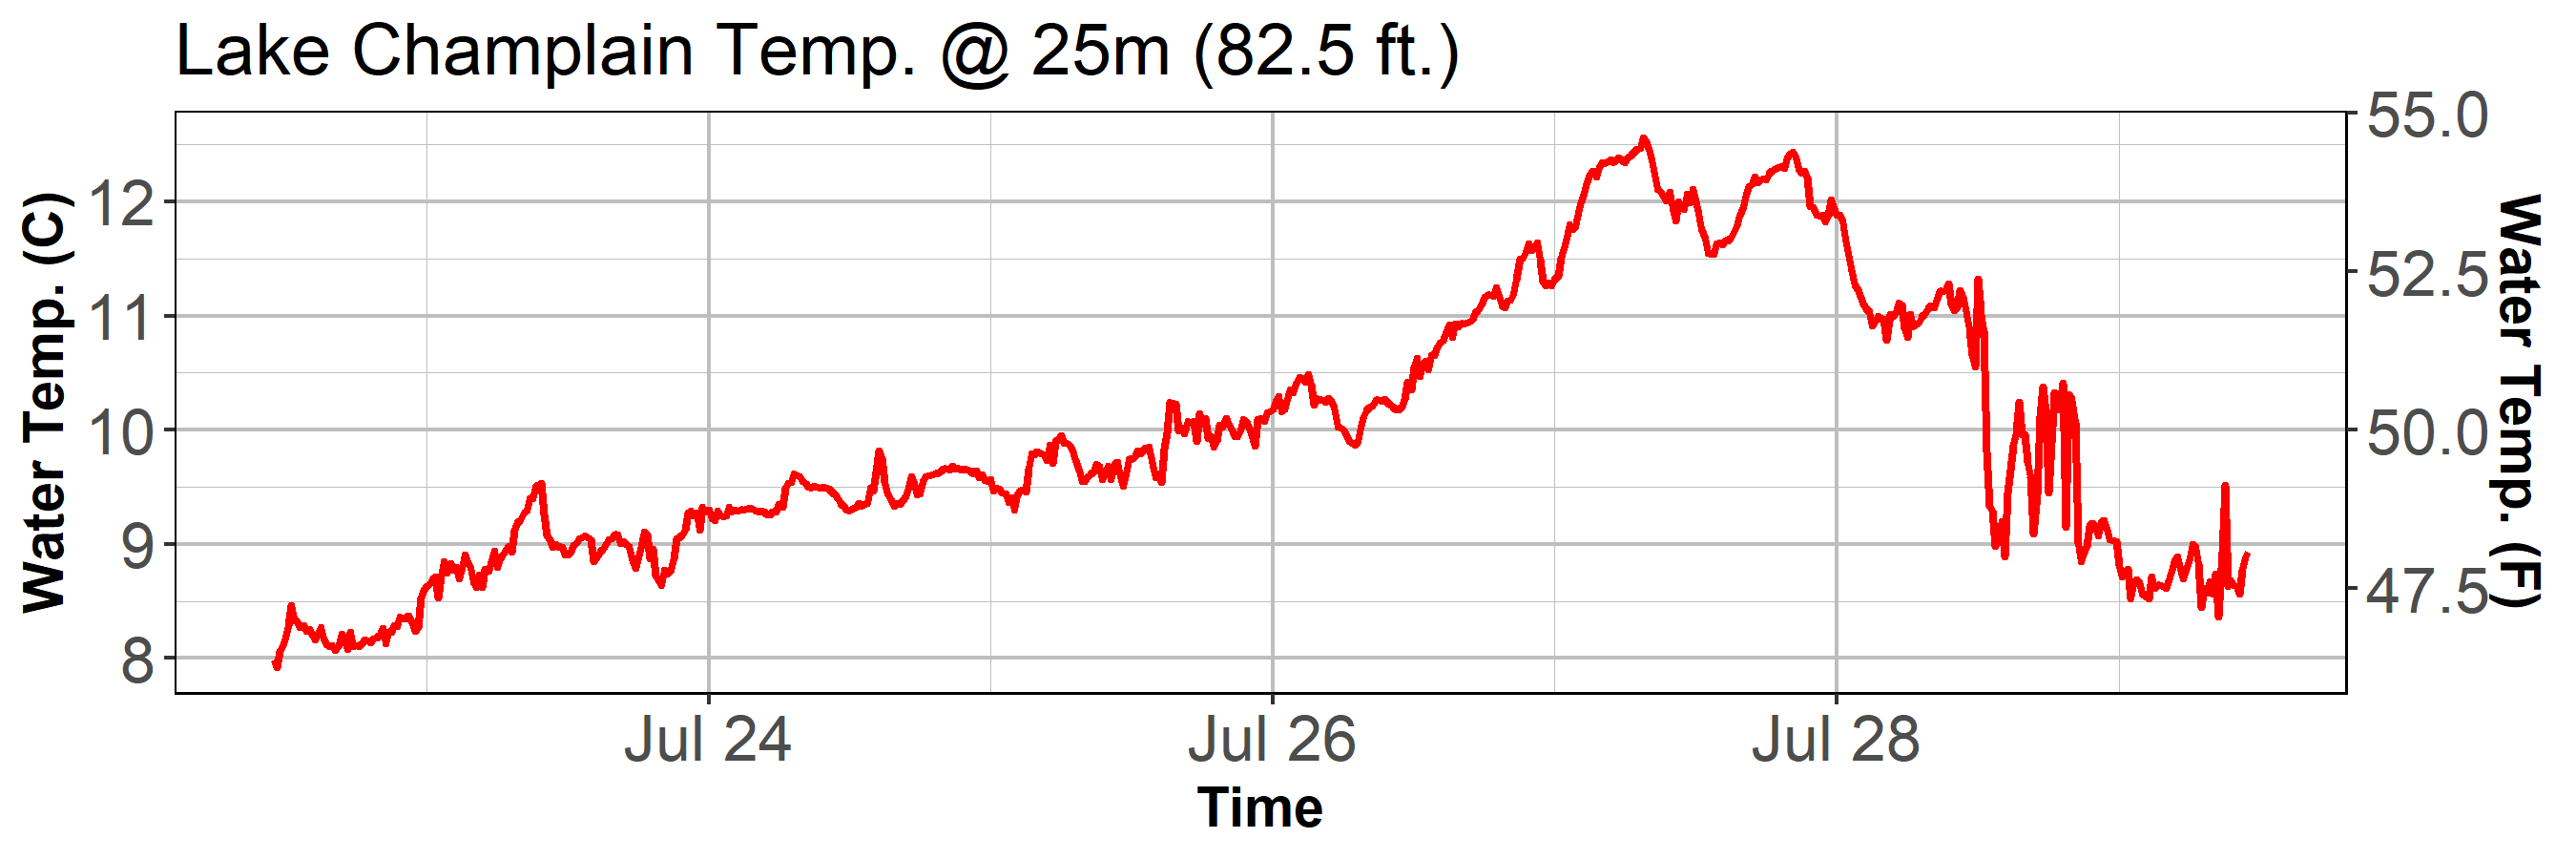 Lake Champlain Temp. @ 25m (82.5 ft.)
Water Temp. (C)
12
11
10
9
8
55.0
52.5
50.0
47.5
Water Temp. (F)
Jul 24
Jul 26
Jul 28
Time